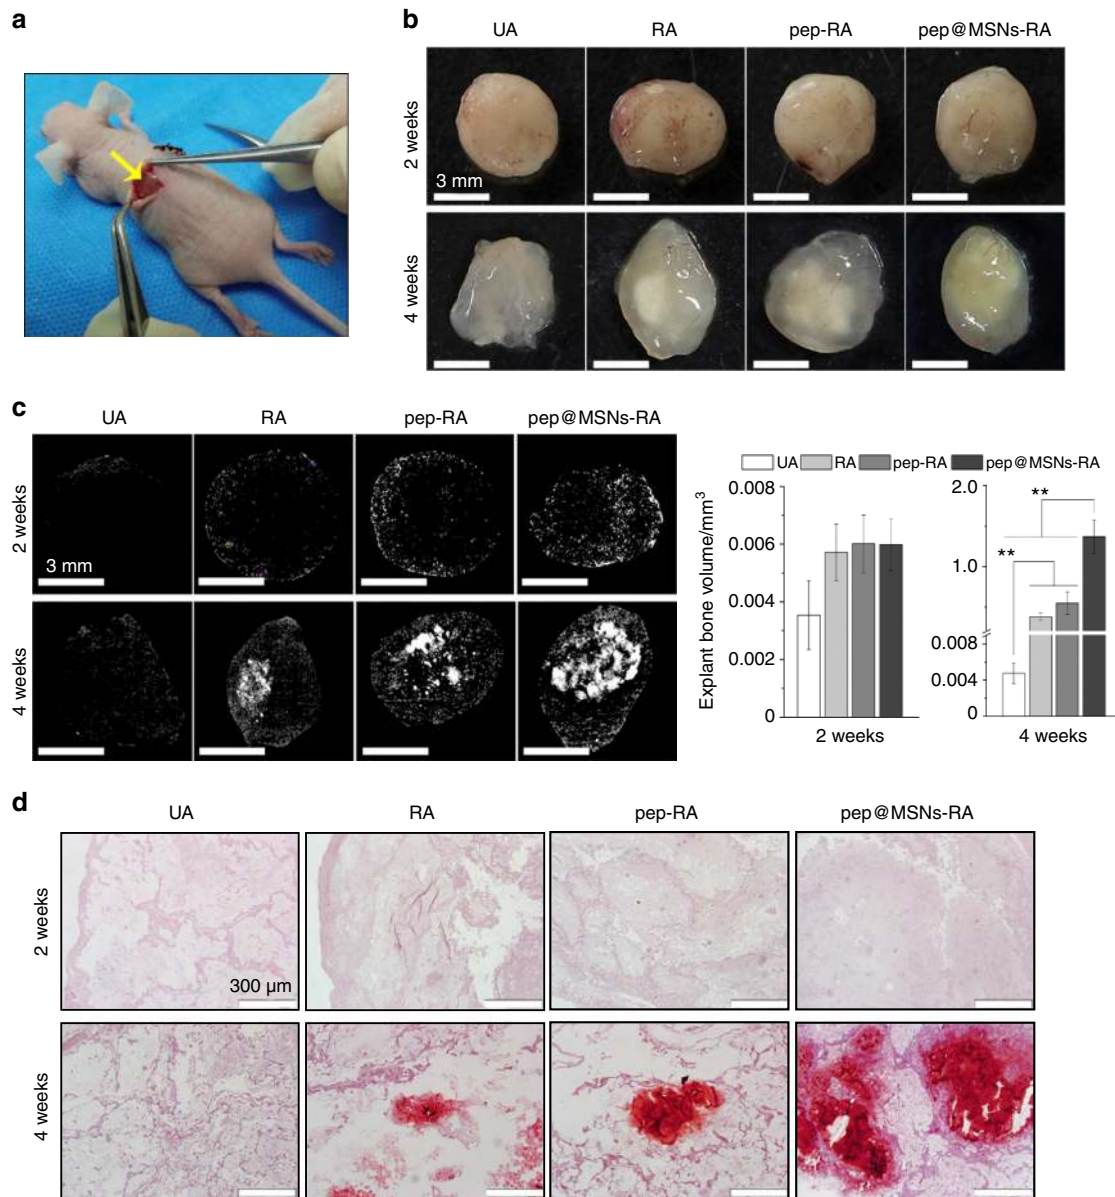 a
b
UA RA pep-RA pep@MSNs-RA
2 weeks
3 mm
4 weeks
c
UA RA pep-RA pep@MSNs-RA
2 weeks
3 mm
4 weeks
UA RA pep-RA pep@MSNs-RA
Explant bone volume/mm³
0.008
0.006
0.004
0.002
0
2 weeks
2.0
1.0
0.008
0.004
0
**
**
4 weeks
d
UA RA pep-RA pep@MSNs-RA
2 weeks
300 µm
4 weeks